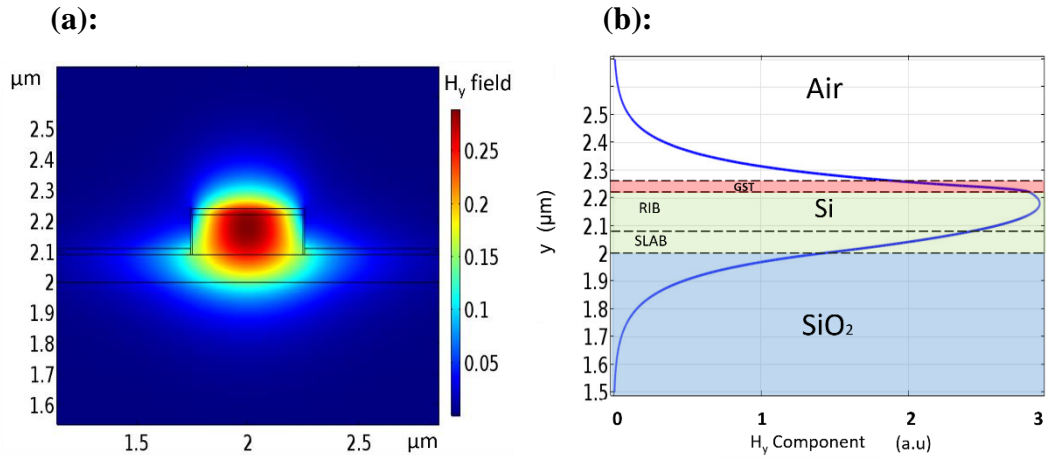 (a):
μm
2.5
2.4
2.3
2.2
2.1
2
1.9
1.8
1.7
1.6
1.5
2
2.5
μm
Hy field
0.25
0.2
0.15
0.1
0.05
(b):
y (μm)
2.5
2.4
2.3
2.2
2.1
2
1.9
1.8
1.7
1.6
1.5
Air
GST
Si
RIB
SLAB
SiO2
0
1
2
3
Hy Component (a.u)